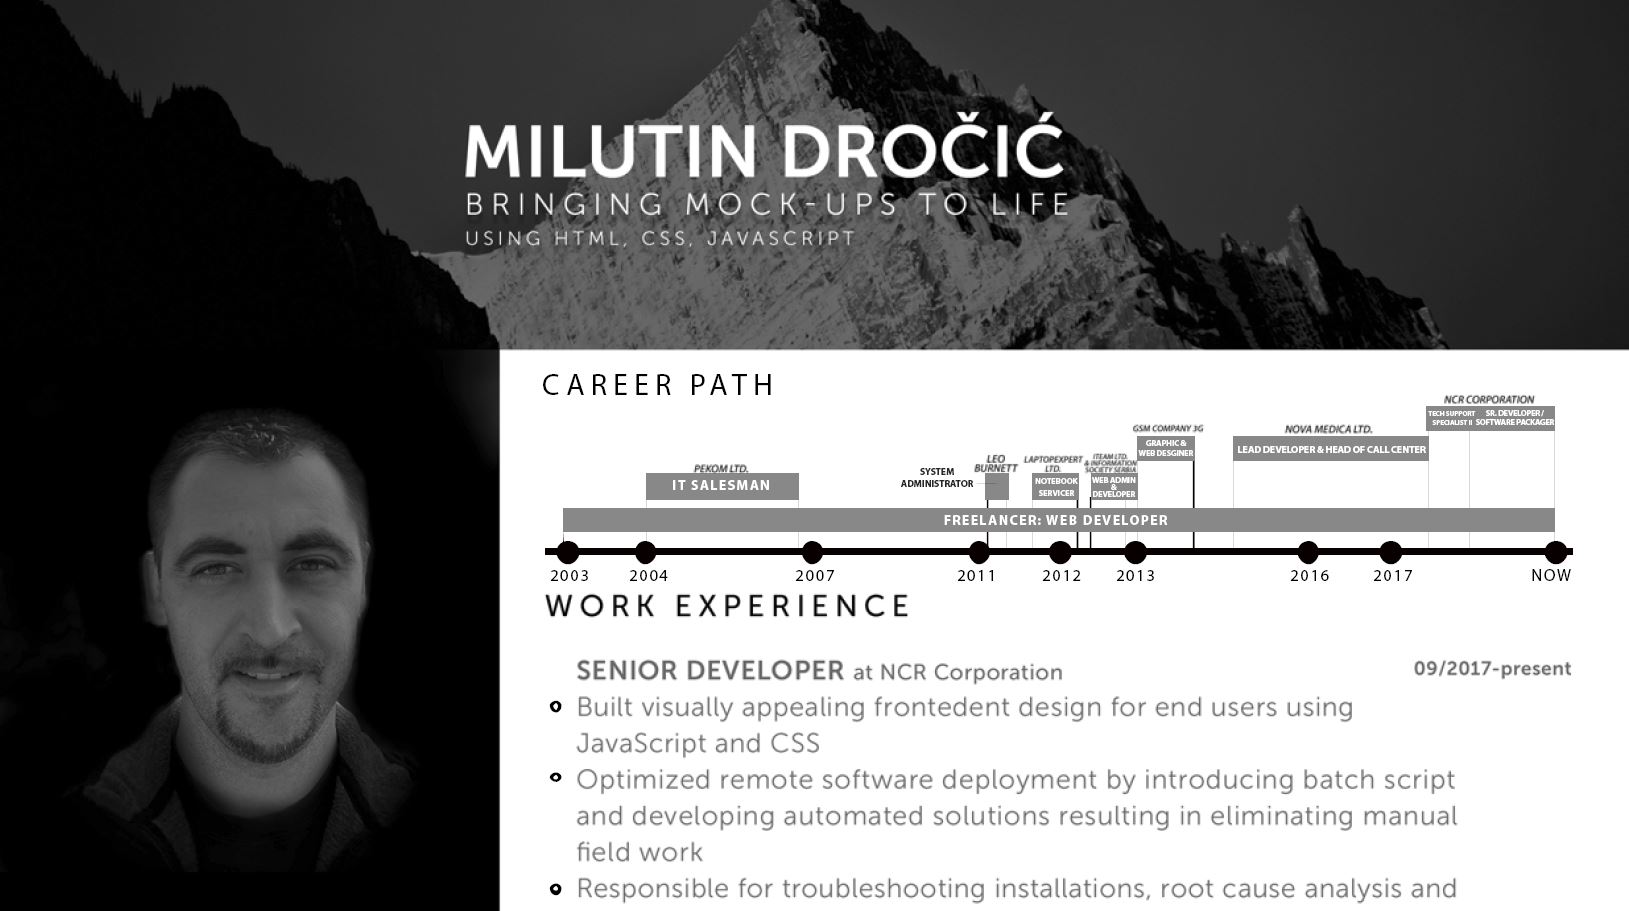 MILUTIN DROČIĆ
BRINGING MOCK-UPS TO LIFE
USING HTML, CSS, JAVASCRIPT
CAREER PATH
NCR CORPORATION
TECH SUPPORT
SPECIALIST II
SR. DEVELOPER /
SOFTWARE PACKAGER
GSM COMPANY 3G
GRAPHIC &
WEB DESGINER
NOVA MEDICA LTD.
LEAD DEVELOPER & HEAD OF CALL CENTER
PEKOM LTD.
IT SALESMAN
SYSTEM
ADMINISTRATOR
LEO
BURNETT
LAPTOPEXPERT
LTD.
NOTEBOOK
SERVICER
ITEAM LTD.
& INFORMATION
SOCIETY SERBIA
WEB ADMIN
&
DEVELOPER
FREELANCER: WEB DEVELOPER
2003 2004 2007 2011 2012 2013 2016 2017 NOW
WORK EXPERIENCE
SENIOR DEVELOPER at NCR Corporation 09/2017-present
Built visually appealing frontedent design for end users using
JavaScript and CSS
Optimized remote software deployment by introducing batch script
and developing automated solutions resulting in eliminating manual
field work
Responsible for troubleshooting installations, root cause analysis and